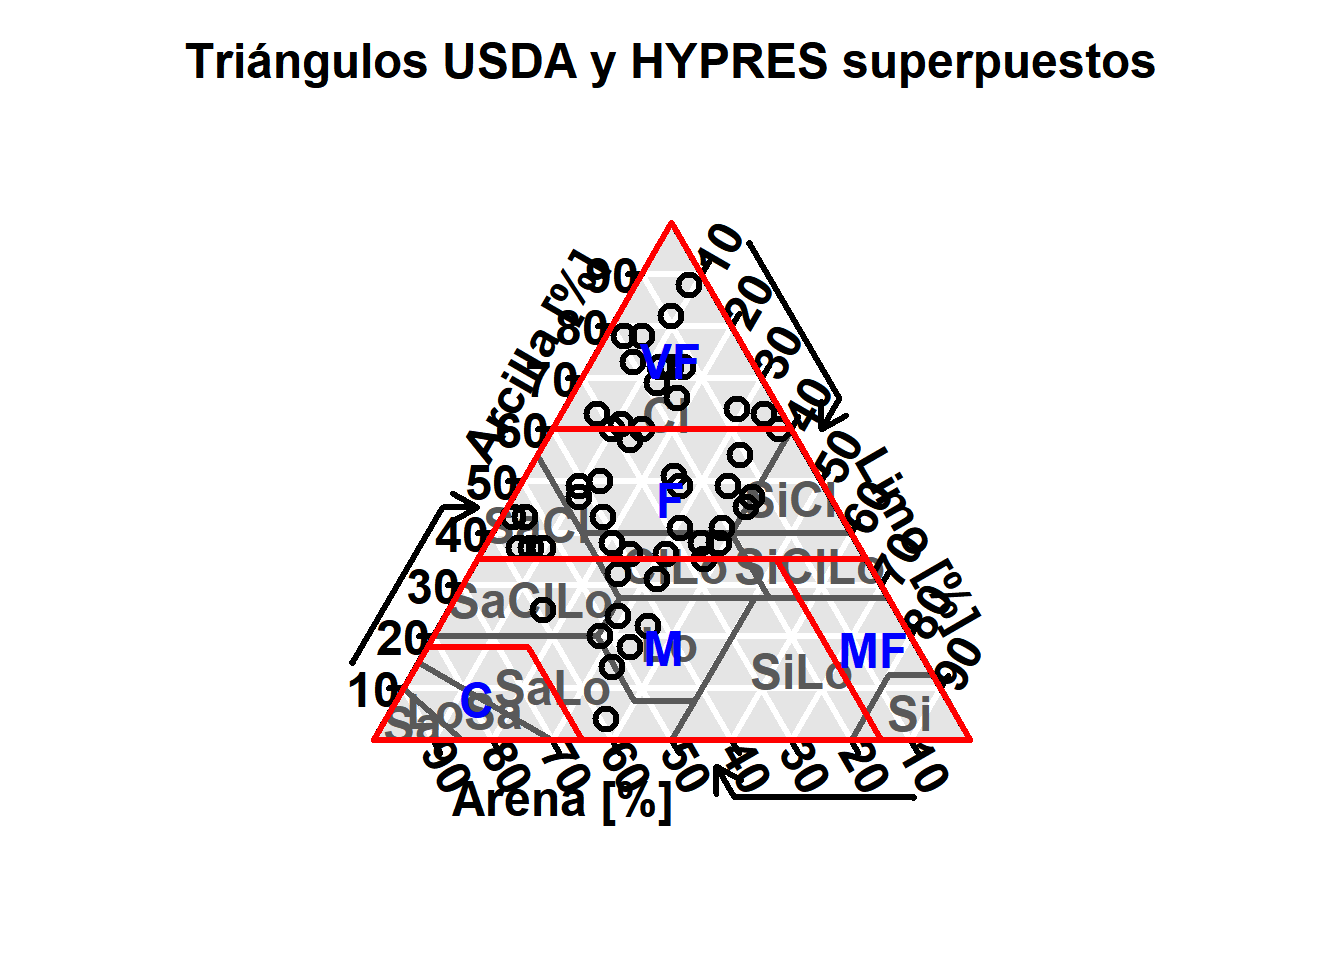 Triángulos USDA y HYPRES superpuestos
Arcilla [%]
90
80
70
60
50
40
30
20
10
10
20
30
40
50
60
70
80
90
Limo [%]
VF
Cl
F
SiCl
SaCl
ClLo
SiClLo
SaClLo
M
Lo
MF
SiLo
C
SaLo
LoSa
Sa
Si
90
80
70
60
50
40
30
20
10
Arena [%]